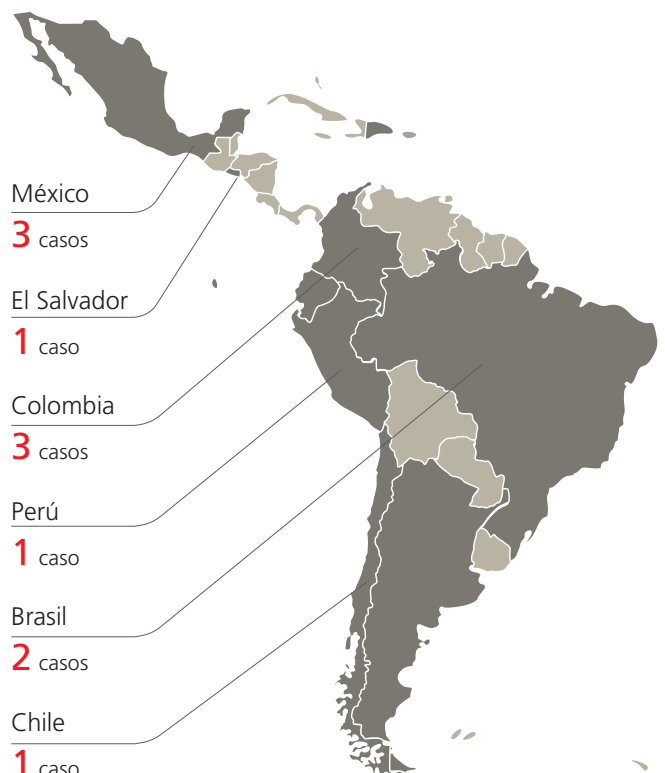 México
3 casos
El Salvador
1 caso
Colombia
3 casos
Perú
1 caso
Brasil
2 casos
Chile
1 caso